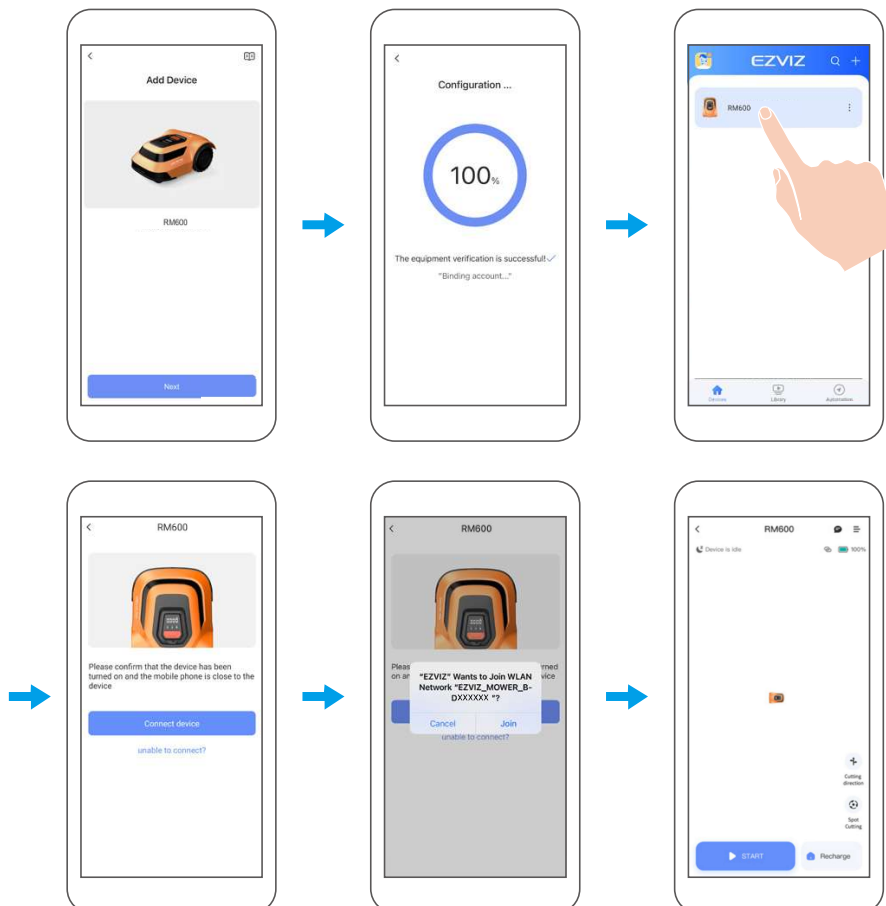 Add Device
RM600
Next
Configuration ...
100%
The equipment verification is successful!
"Binding account..."
EZVIZ
RM600
Devices
Library
Automation
RM600
Please confirm that the device has been
turned on and the mobile phone is close to the
device
Connect device
unable to connect?
RM600
"EZVIZ" Wants to Join WLAN
Network "EZVIZ_MOWER_B-
DXXXXXX "?
Cancel
Join
unable to connect?
RM600
Device is idle
100%
Cutting
direction
Spot
Cutting
START
Recharge